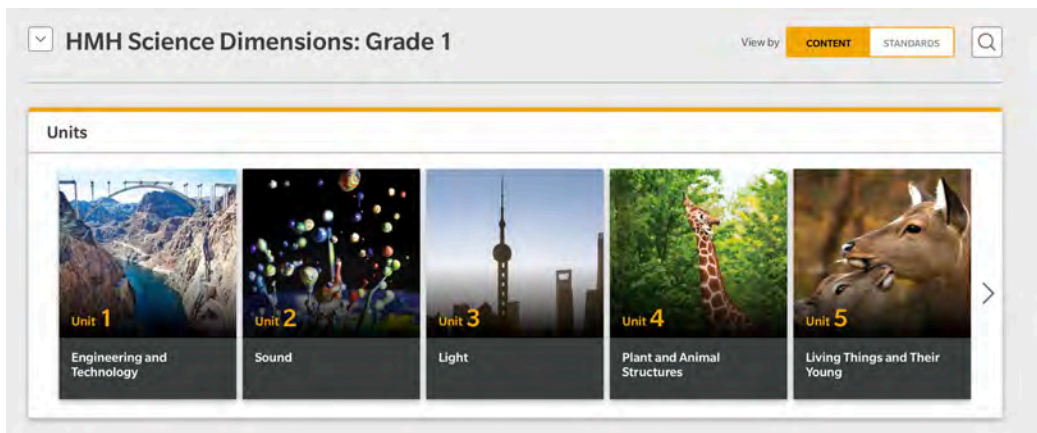 HMH Science Dimensions: Grade 1
View by
CONTENT
STANDARDS
Units
Unit 1
Engineering and
Technology
Unit 2
Sound
Unit 3
Light
Unit 4
Plant and Animal
Structures
Unit 5
Living Things and Their
Young